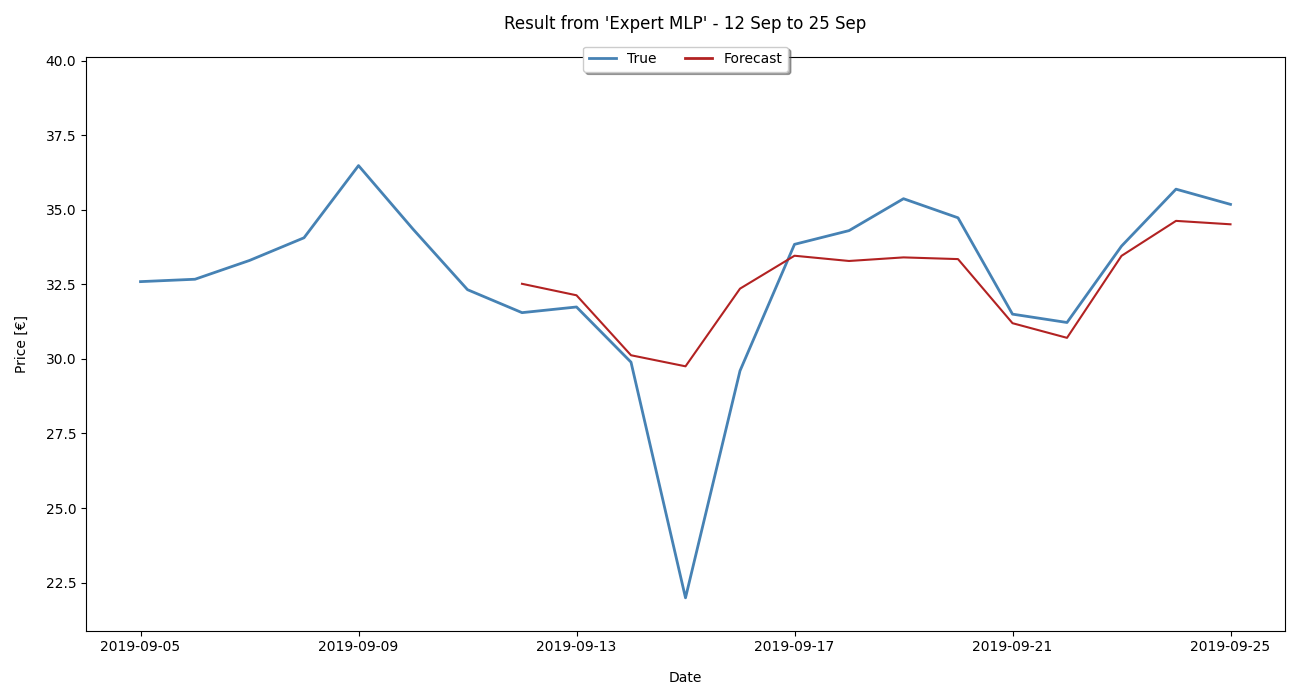 Result from 'Expert MLP' - 12 Sep to 25 Sep
True
Forecast
40.0
37.5
35.0
32.5
30.0
27.5
25.0
22.5
Price [€]
2019-09-05
2019-09-09
2019-09-13
2019-09-17
2019-09-21
2019-09-25
Date